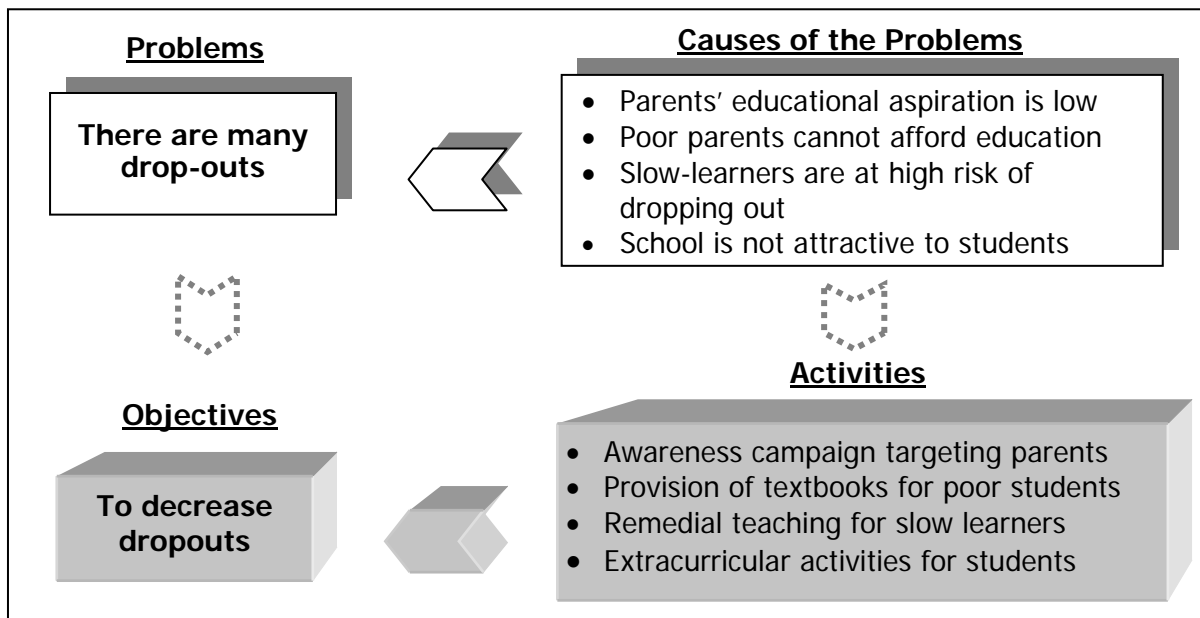 Problems
There are many
drop-outs
Causes of the Problems
• Parents’ educational aspiration is low
• Poor parents cannot afford education
• Slow-learners are at high risk of
dropping out
• School is not attractive to students
Objectives
To decrease
dropouts
Activities
• Awareness campaign targeting parents
• Provision of textbooks for poor students
• Remedial teaching for slow learners
• Extracurricular activities for students